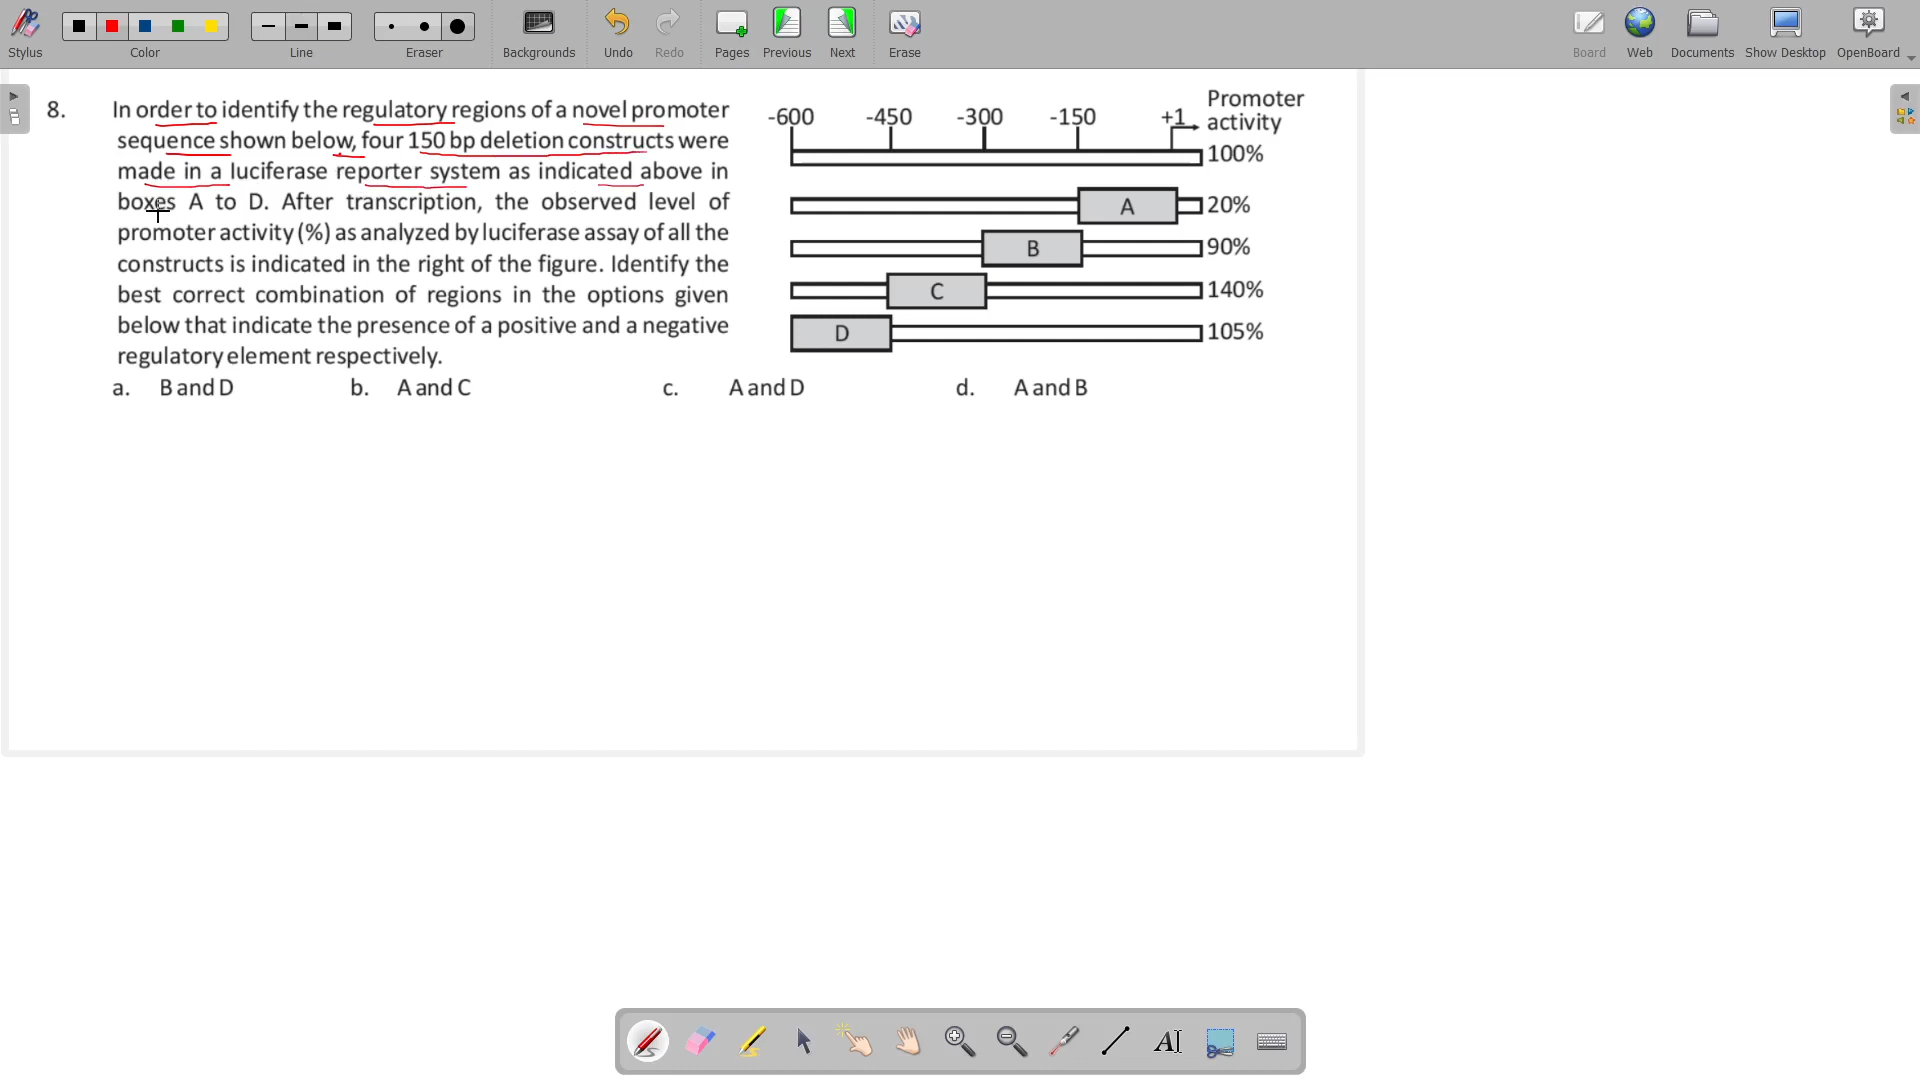 Stylus Color Line Eraser Backgrounds Undo Redo Pages Previous Next Erase Board Web Documents Show Desktop OpenBoard
8. In order to identify the regulatory regions of a novel promoter
sequence shown below, four 150 bp deletion constructs were
made in a luciferase reporter system as indicated above in
boxes A to D. After transcription, the observed level of
promoter activity (%) as analyzed by luciferase assay of all the
constructs is indicated in the right of the figure. Identify the
best correct combination of regions in the options given
below that indicate the presence of a positive and a negative
regulatory element respectively.
-600 -450 -300 -150 +1 Promoter
activity
100%
A 20%
B 90%
C 140%
D 105%
a. B and D b. A and C c. A and D d. A and B
AI